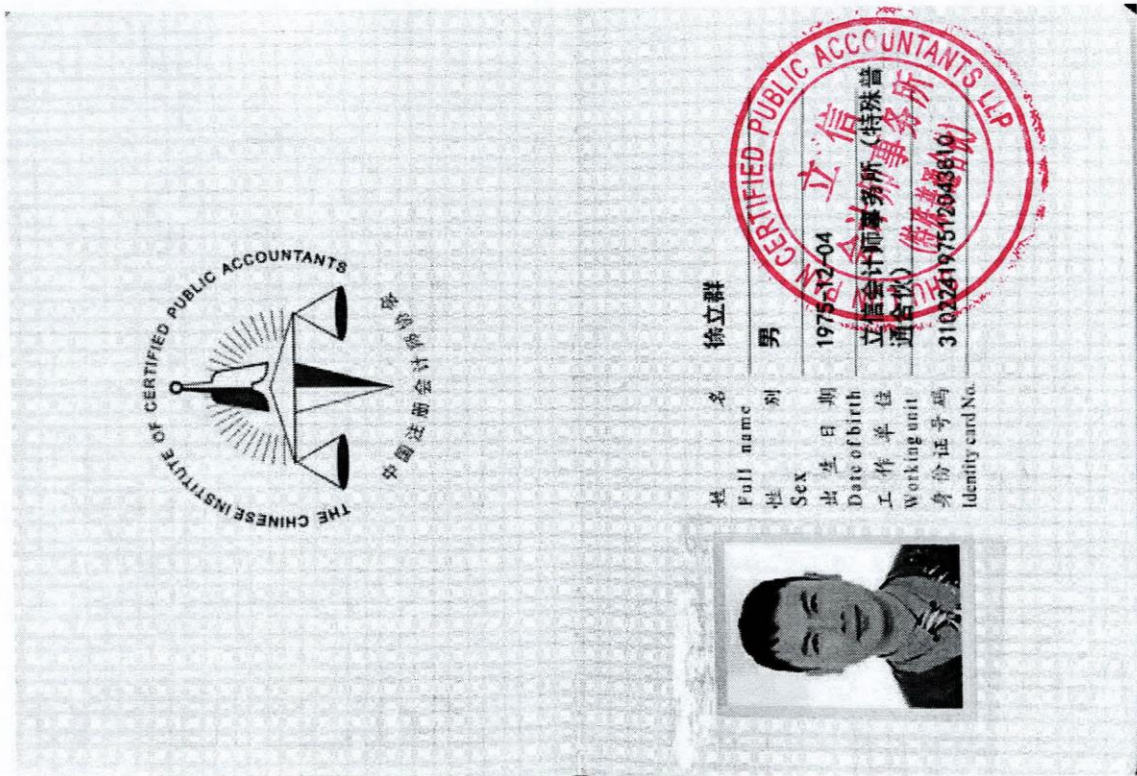 THE CHINESE INSTITUTE OF CERTIFIED PUBLIC ACCOUNTANTS
中国注册会计师协会
姓 名 徐立群
Full name
性 别 男
Sex
出 生 日 期 1975-12-04
Date of birth
工 作 单 位 立信会计师事务所（特殊普
Working unit 通合伙）
身 份 证 号 码 310224197512043810
Identity card No.
SHU LUN PAN CERTIFIED PUBLIC ACCOUNTANTS LLP
立信
会计师事务所
(特殊普通合伙)